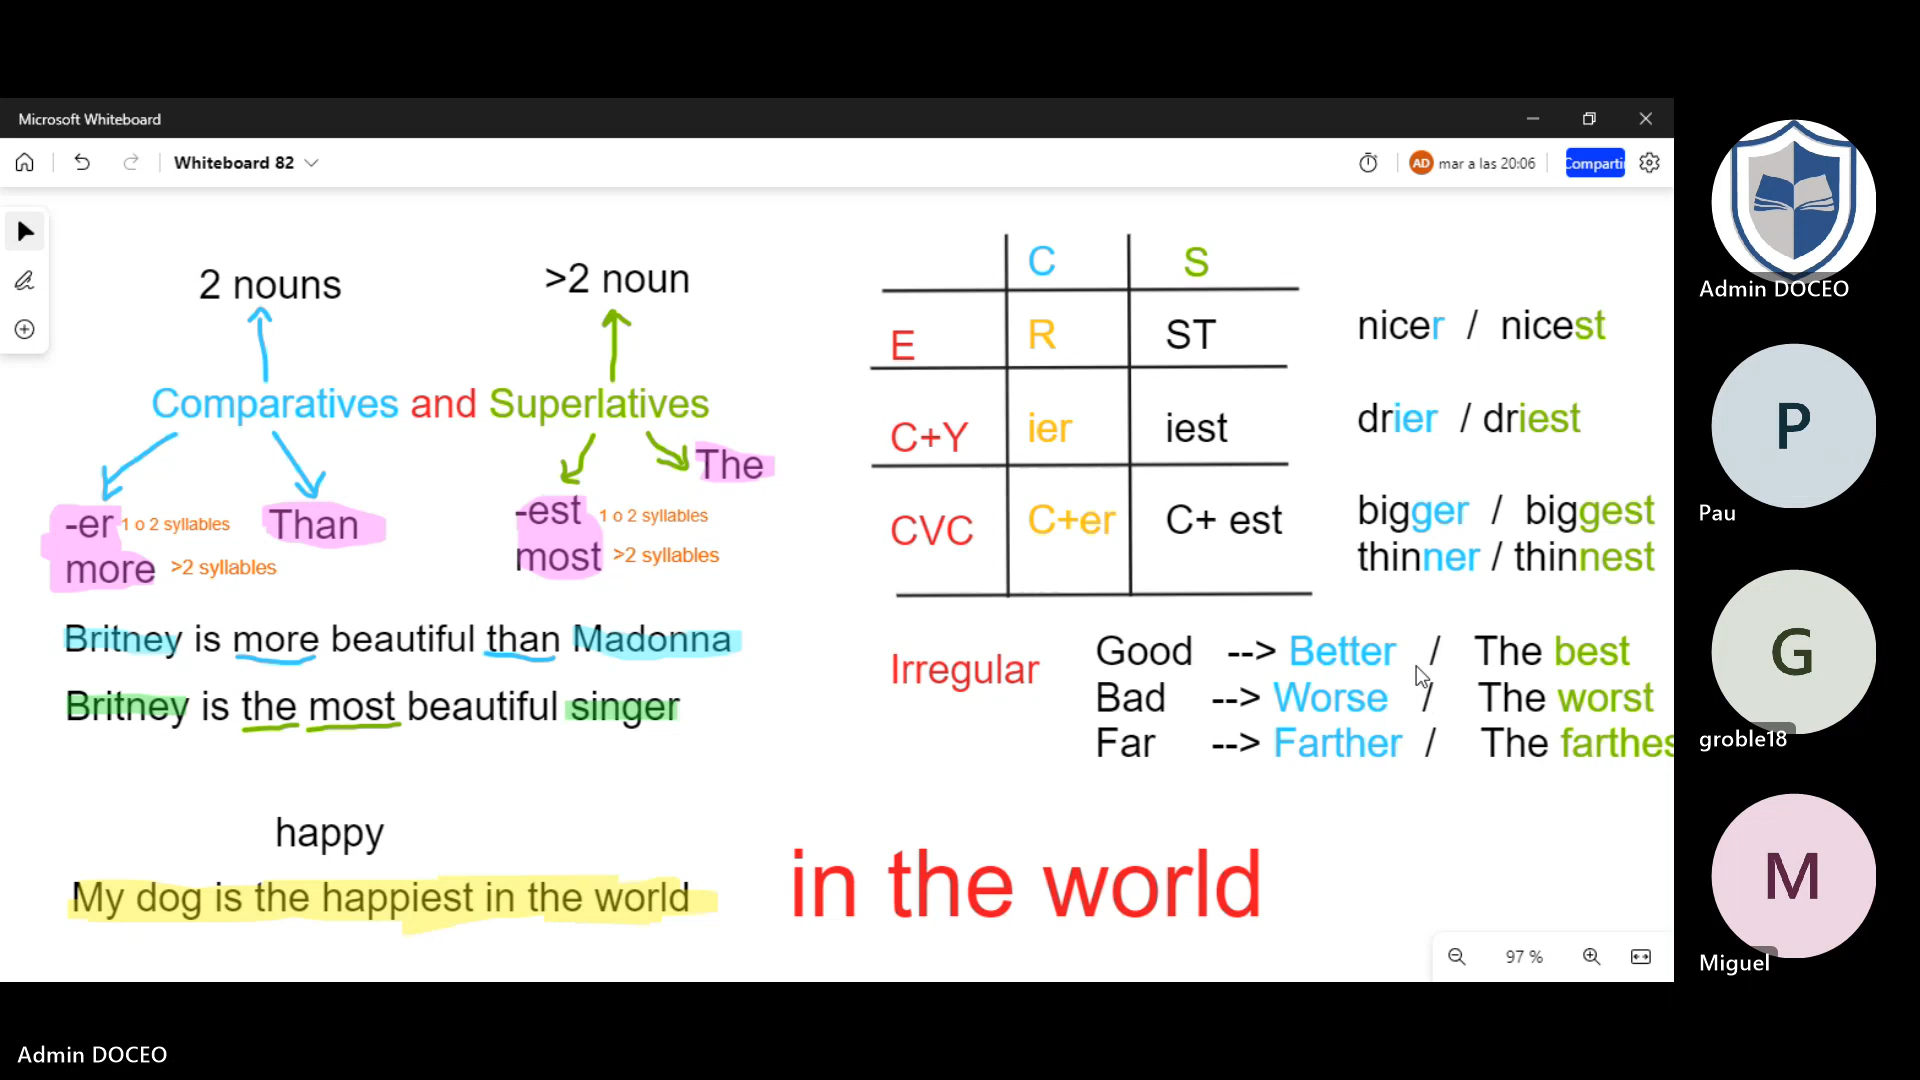 Microsoft Whiteboard
Whiteboard 82
AD mar a las 20:06
Comparti
2 nouns
>2 noun
Comparatives and Superlatives
The
-er 1 o 2 syllables
Than
more >2 syllables
-est 1 o 2 syllables
most >2 syllables
Britney is more beautiful than Madonna
Britney is the most beautiful singer
happy
My dog is the happiest in the world
C S
E R ST
C+Y ier iest
CVC C+er C+ est
nicer / nicest
drier / driest
bigger / biggest
thinner / thinnest
Irregular
Good --> Better / The best
Bad --> Worse / The worst
Far --> Farther / The farthes
in the world
97 %
Admin DOCEO
P
Pau
G
groble18
M
Miguel
Admin DOCEO